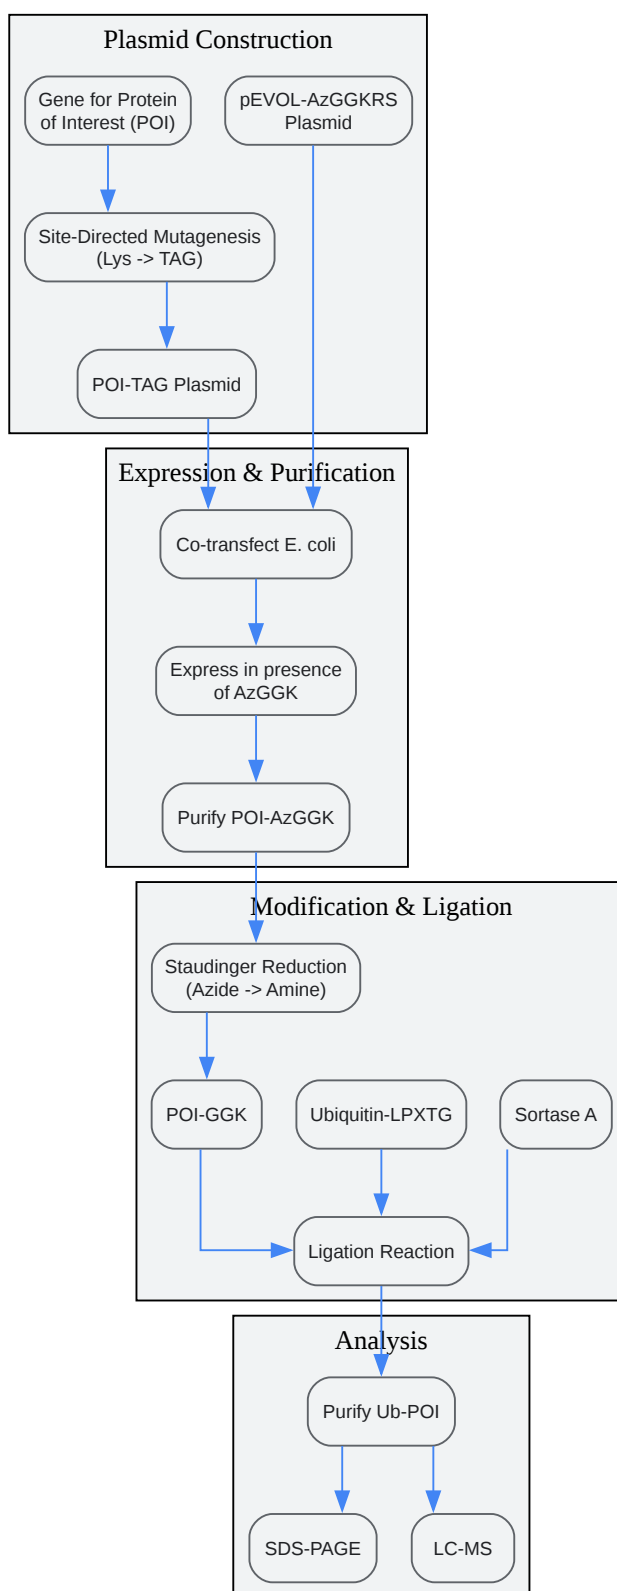 Plasmid Construction
Gene for Protein
of Interest (POI)
pEVOL-AzGGKRS
Plasmid
Site-Directed Mutagenesis
(Lys -> TAG)
POI-TAG Plasmid
Expression & Purification
Co-transfect E. coli
Express in presence
of AzGGK
Purify POI-AzGGK
Modification & Ligation
Staudinger Reduction
(Azide -> Amine)
POI-GGK
Ubiquitin-LPXTG
Sortase A
Ligation Reaction
Analysis
Purify Ub-POI
SDS-PAGE
LC-MS